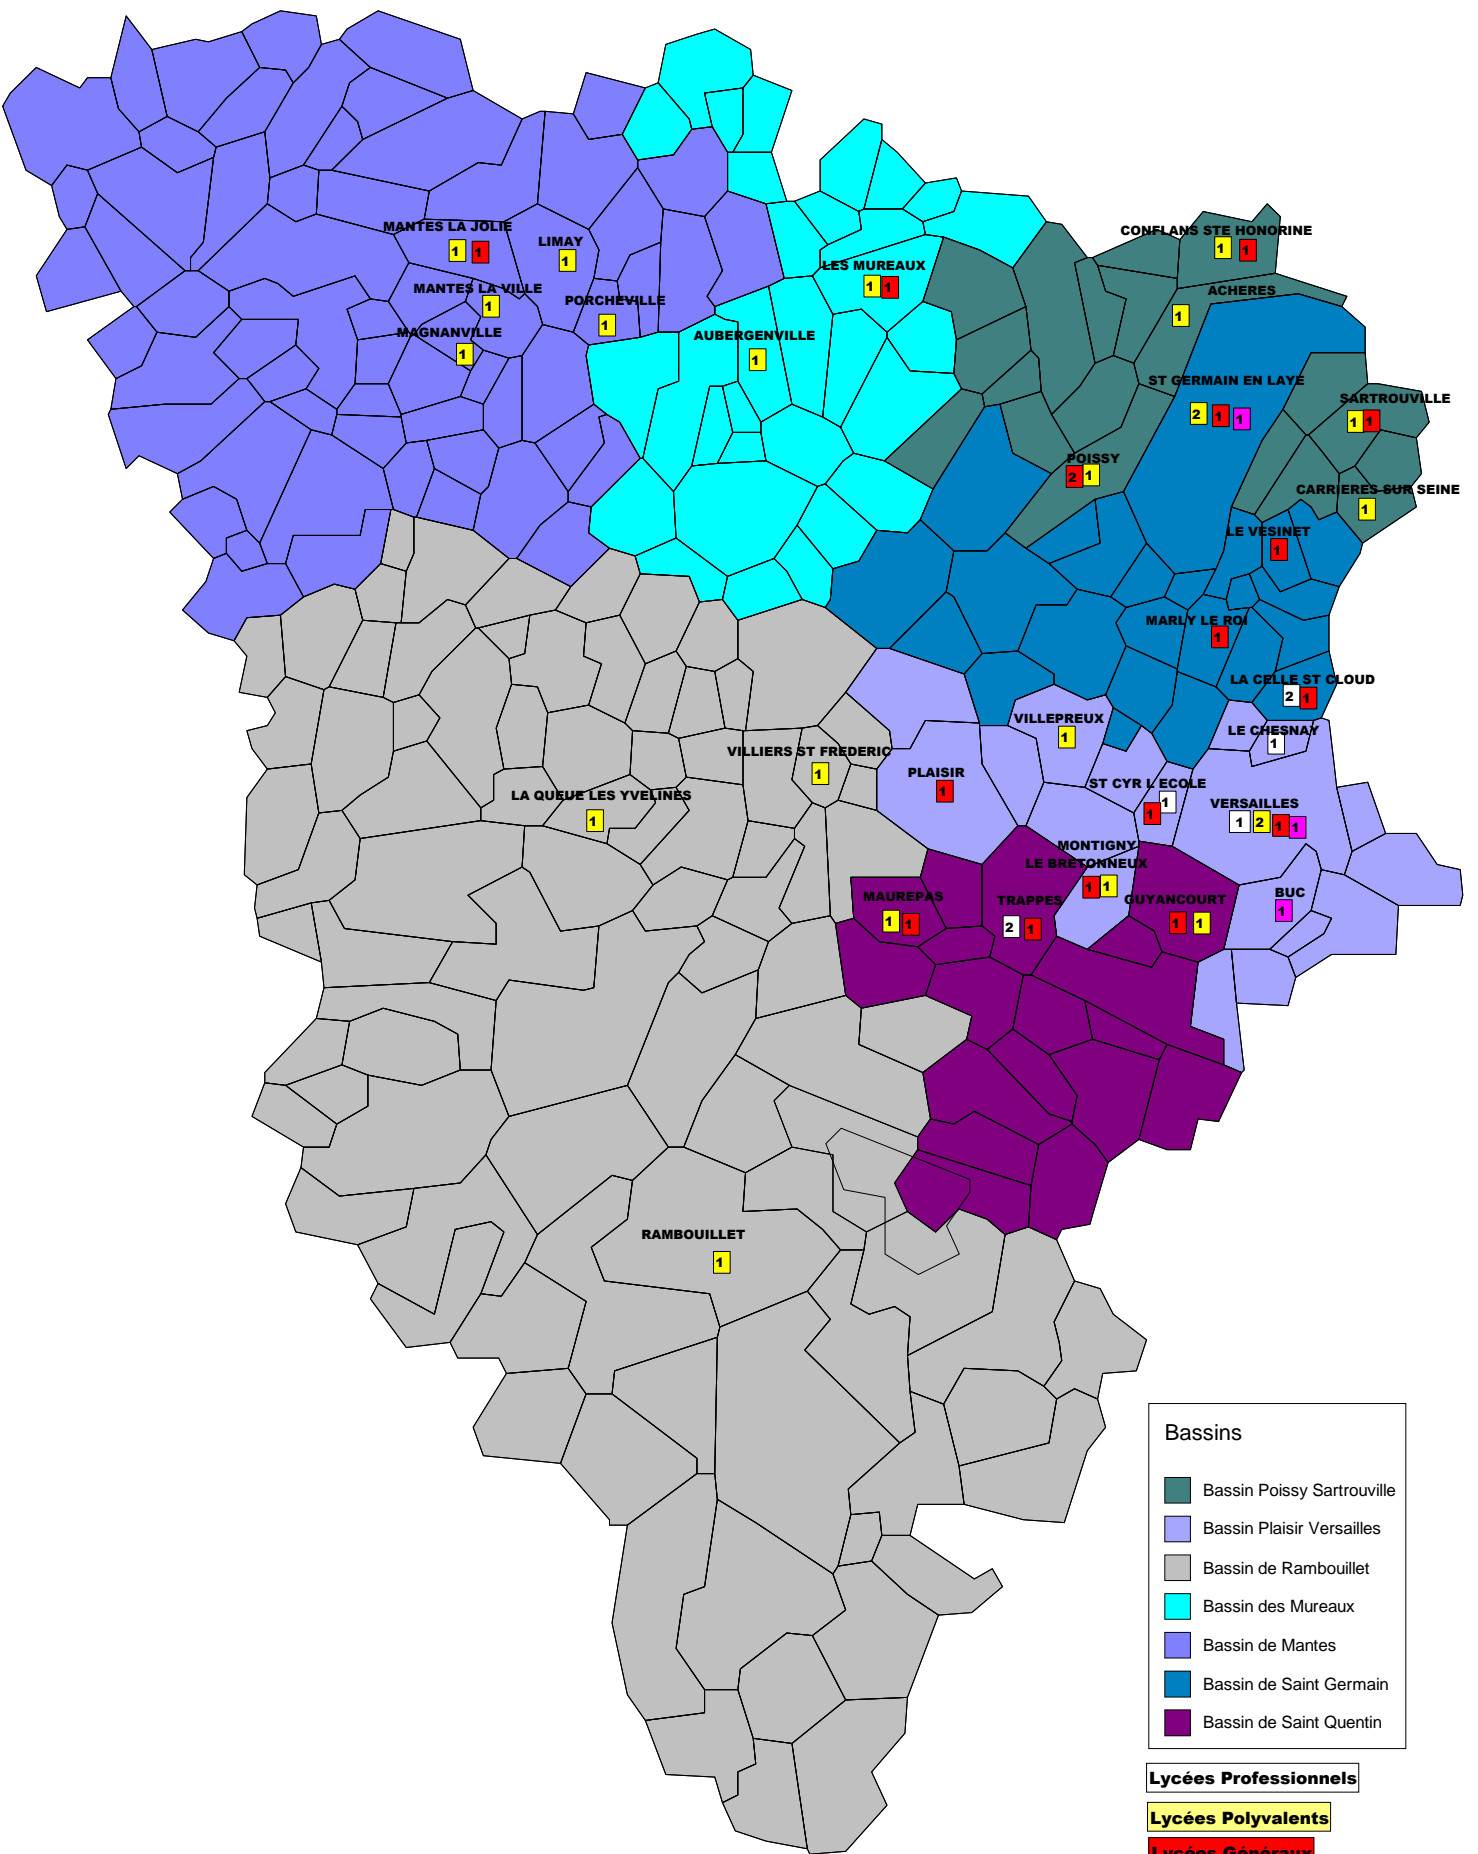 MANTES LA JOLIE
1 1
LIMAY
1
MANTES LA VILLE
1
PORCHEVILLE
1
MAGNANVILLE
1
LES MUREAUX
1 1
AUBERGENVILLE
1
CONFLANS STE HONORINE
1 1
ACHERES
1
ST GERMAIN EN LAYE
2 1 1
SARTROUVILLE
1 1
POISSY
2 1
CARRIERES SUR SEINE
1
LE VESINET
1
MARLY LE ROI
1
LA CELLE ST CLOUD
2 1
VILLEPREUX
1
LE CHESNAY
1
VILLIERS ST FREDERIC
1
PLAISIR
1
ST CYR L ECOLE
1 1
LA QUEUE LES YVELINES
1
VERSAILLES
1 2 1 1
MONTIGNY
LE BRETONNEUX
1 1
MAUREPAS
1 1
TRAPPES
2 1
GUYANCOURT
1 1
BUC
1
RAMBOUILLET
1
Bassins
Bassin Poissy Sartrouville
Bassin Plaisir Versailles
Bassin de Rambouillet
Bassin des Mureaux
Bassin de Mantes
Bassin de Saint Germain
Bassin de Saint Quentin
Lycées Professionnels
Lycées Polyvalents
Lycées Généraux